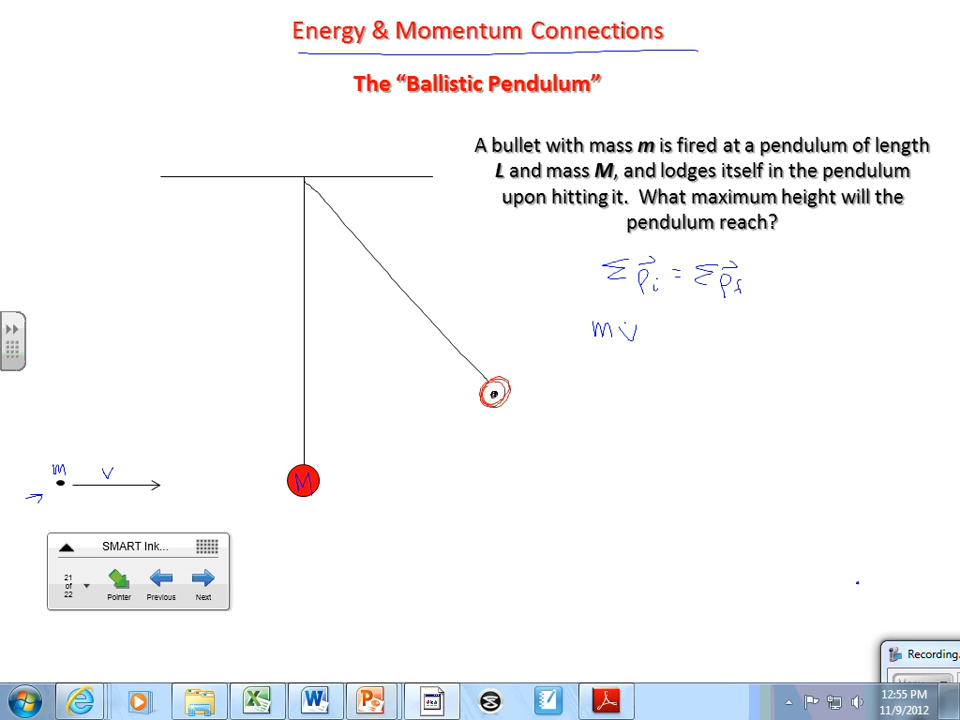 Energy & Momentum Connections
The “Ballistic Pendulum”
A bullet with mass m is fired at a pendulum of length
L and mass M, and lodges itself in the pendulum
upon hitting it. What maximum height will the
pendulum reach?
Σ p⃗i = Σ p⃗f
mv
m
v
M
SMART Ink...
21
of
22
Pointer
Previous
Next
Recording.
12:55 PM
11/9/2012